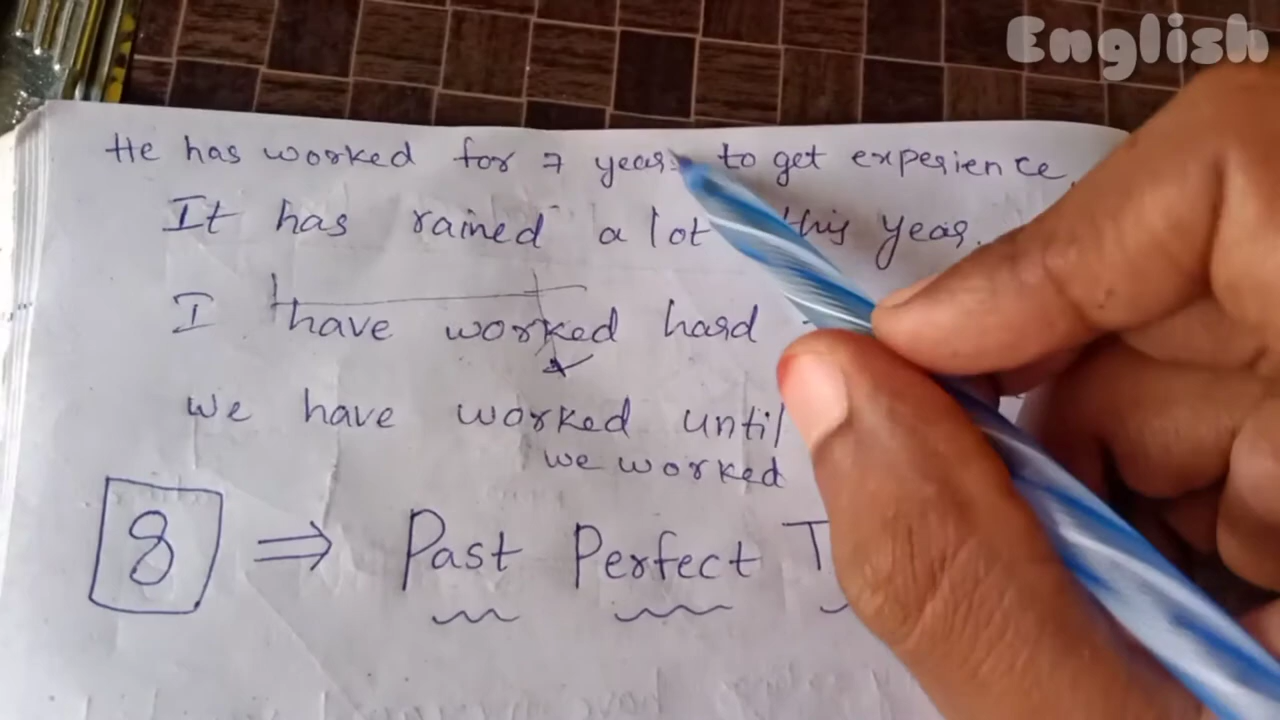 English
He has worked for 7 years to get experience.
It has rained a lot this year.
I have worked hard
We have worked until
we worked
8 ⇒ Past Perfect T